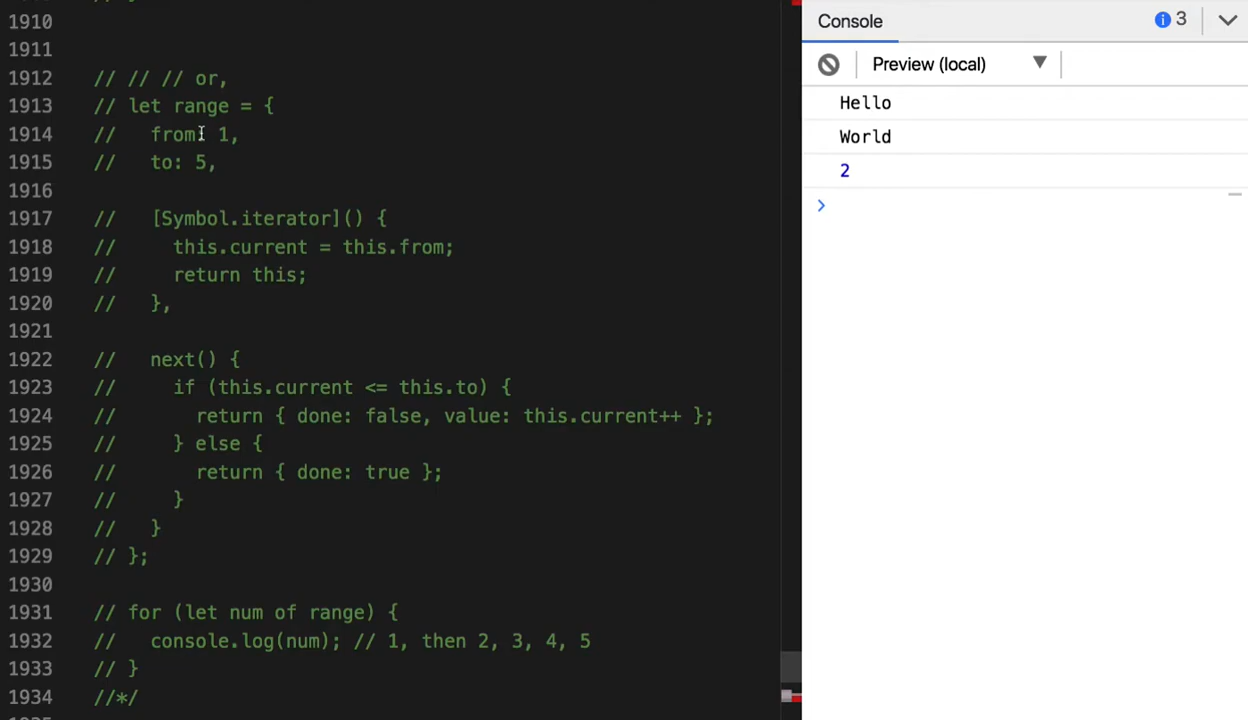 1910
1911
1912 // // // or,
1913 // let range = {
1914 // from: 1,
1915 // to: 5,
1916
1917 // [Symbol.iterator]() {
1918 // this.current = this.from;
1919 // return this;
1920 // },
1921
1922 // next() {
1923 // if (this.current <= this.to) {
1924 // return { done: false, value: this.current++ };
1925 // } else {
1926 // return { done: true };
1927 // }
1928 // }
1929 // };
1930
1931 // for (let num of range) {
1932 // console.log(num); // 1, then 2, 3, 4, 5
1933 // }
1934 //*/
Console
3
Preview (local)
Hello
World
2